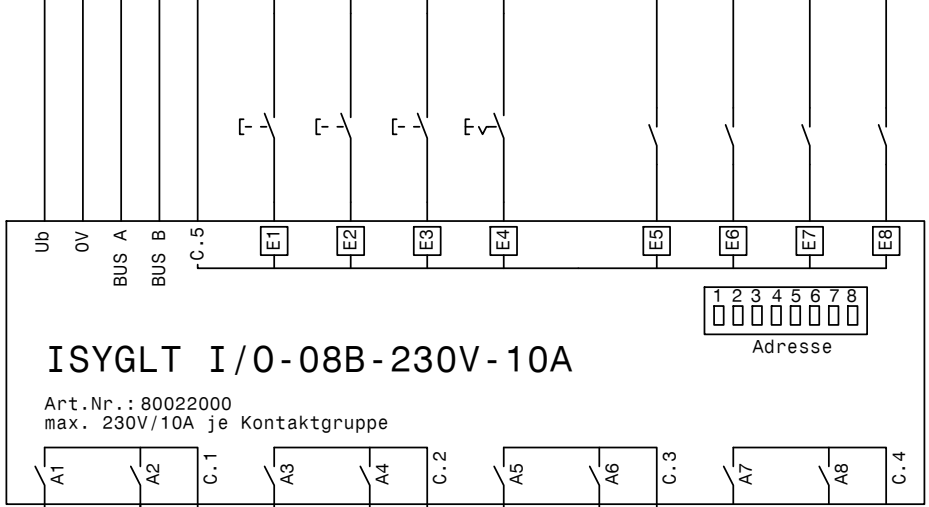 Ub 0V BUS A BUS B C.5 E1 E2 E3 E4 E5 E6 E7 E8
1 2 3 4 5 6 7 8
Adresse
ISYGLT I/O-08B-230V-10A
Art.Nr.:80022000
max. 230V/10A je Kontaktgruppe
A1 A2 C.1 A3 A4 C.2 A5 A6 C.3 A7 A8 C.4